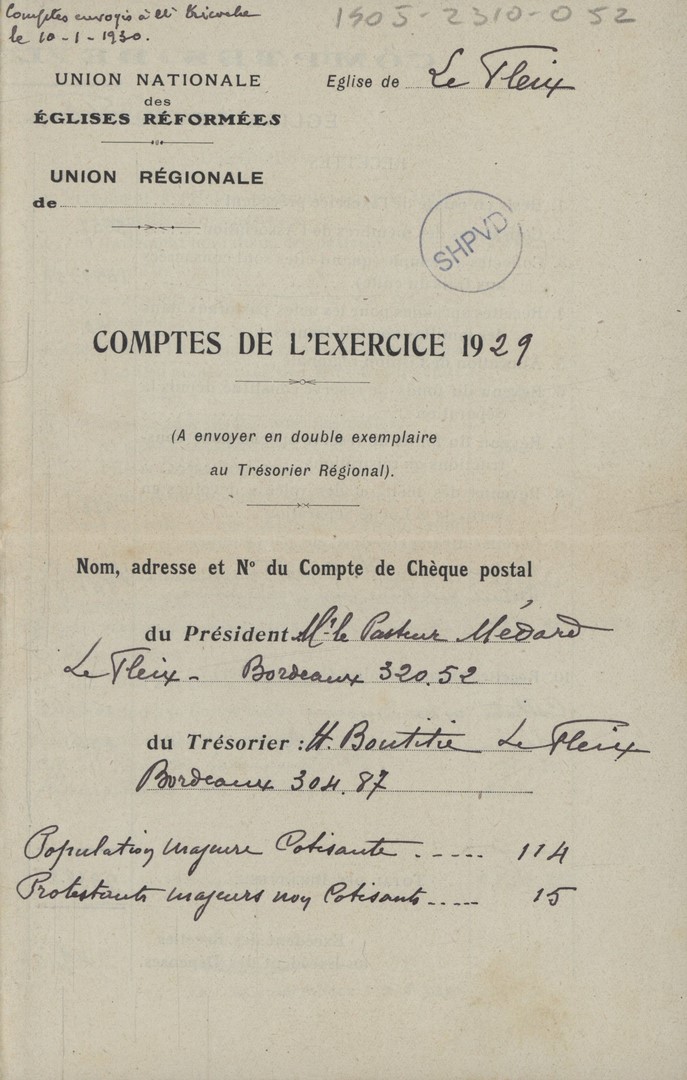 Comptes envoyés à Mr
le 10-1-1930.
1905-2310-052
UNION NATIONALE
des
ÉGLISES RÉFORMÉES
Eglise de Le Fleix
UNION RÉGIONALE
de
SHPVD
COMPTES DE L'EXERCICE 1929
(A envoyer en double exemplaire
au Trésorier Régional).
Nom, adresse et N° du Compte de Chèque postal
du Président Mr le Pasteur Médard
Le Fleix - Bordeaux 320.52
du Trésorier : H. Boutitie Le Fleix
Bordeaux 304.87
Population majeure Cotisante . ----- 114
Protestants majeurs non Cotisants ..--- 15